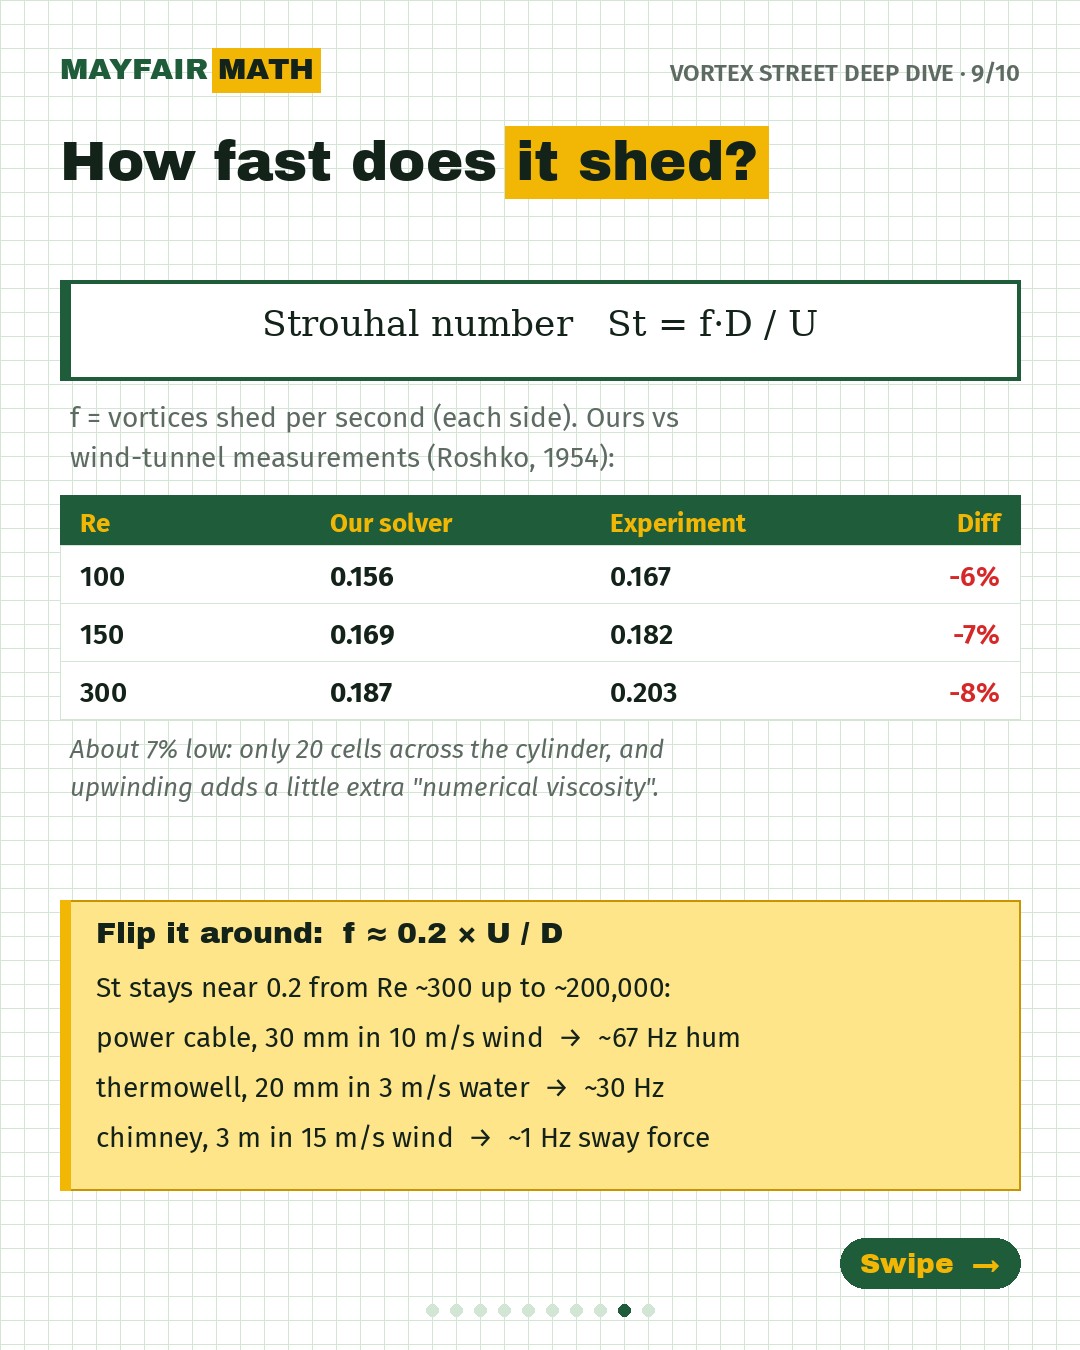 MAYFAIR MATH
VORTEX STREET DEEP DIVE · 9/10
How fast does it shed?
Strouhal number   St = f·D / U
f = vortices shed per second (each side). Ours vs
wind-tunnel measurements (Roshko, 1954):
Re Our solver Experiment Diff
100 0.156 0.167 -6%
150 0.169 0.182 -7%
300 0.187 0.203 -8%
About 7% low: only 20 cells across the cylinder, and
upwinding adds a little extra "numerical viscosity".
Flip it around:  f ≈ 0.2 × U / D
St stays near 0.2 from Re ~300 up to ~200,000:
power cable, 30 mm in 10 m/s wind → ~67 Hz hum
thermowell, 20 mm in 3 m/s water → ~30 Hz
chimney, 3 m in 15 m/s wind → ~1 Hz sway force
Swipe →